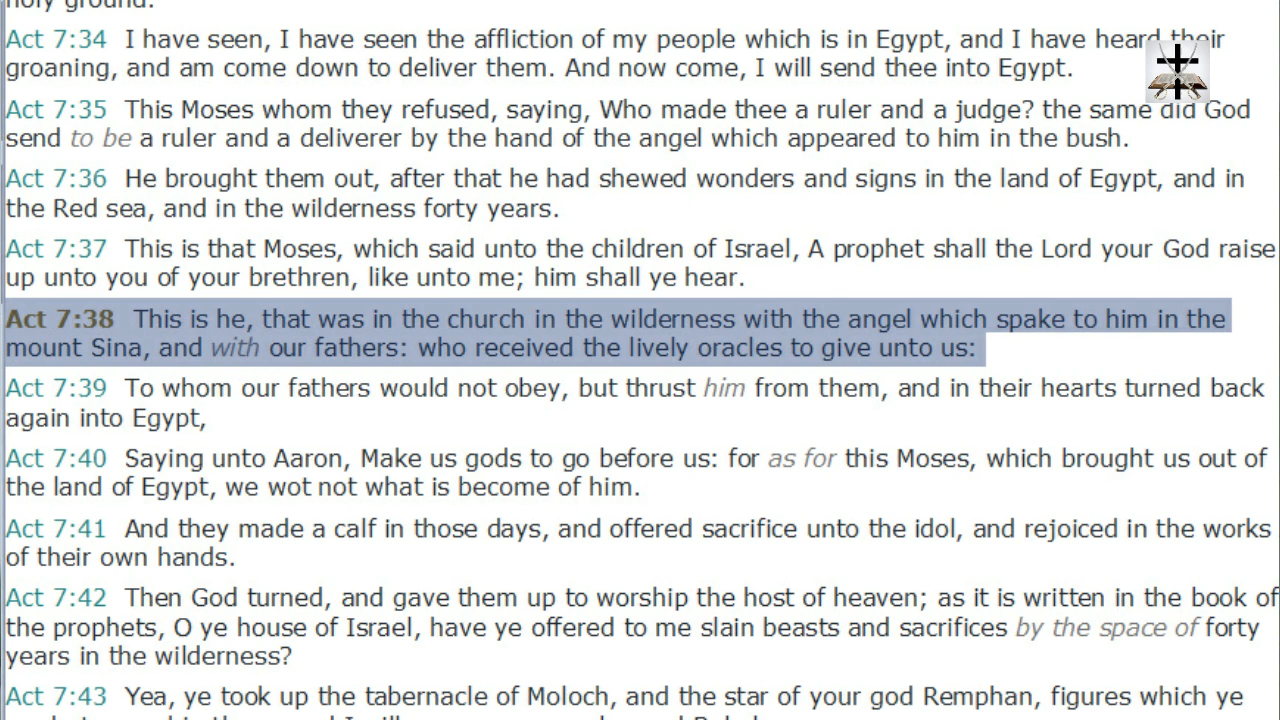 holy ground.
Act 7:34 I have seen, I have seen the affliction of my people which is in Egypt, and I have heard their
groaning, and am come down to deliver them. And now come, I will send thee into Egypt.
Act 7:35 This Moses whom they refused, saying, Who made thee a ruler and a judge? the same did God
send to be a ruler and a deliverer by the hand of the angel which appeared to him in the bush.
Act 7:36 He brought them out, after that he had shewed wonders and signs in the land of Egypt, and in
the Red sea, and in the wilderness forty years.
Act 7:37 This is that Moses, which said unto the children of Israel, A prophet shall the Lord your God raise
up unto you of your brethren, like unto me; him shall ye hear.
Act 7:38 This is he, that was in the church in the wilderness with the angel which spake to him in the
mount Sina, and with our fathers: who received the lively oracles to give unto us:
Act 7:39 To whom our fathers would not obey, but thrust him from them, and in their hearts turned back
again into Egypt,
Act 7:40 Saying unto Aaron, Make us gods to go before us: for as for this Moses, which brought us out of
the land of Egypt, we wot not what is become of him.
Act 7:41 And they made a calf in those days, and offered sacrifice unto the idol, and rejoiced in the works
of their own hands.
Act 7:42 Then God turned, and gave them up to worship the host of heaven; as it is written in the book of
the prophets, O ye house of Israel, have ye offered to me slain beasts and sacrifices by the space of forty
years in the wilderness?
Act 7:43 Yea, ye took up the tabernacle of Moloch, and the star of your god Remphan, figures which ye